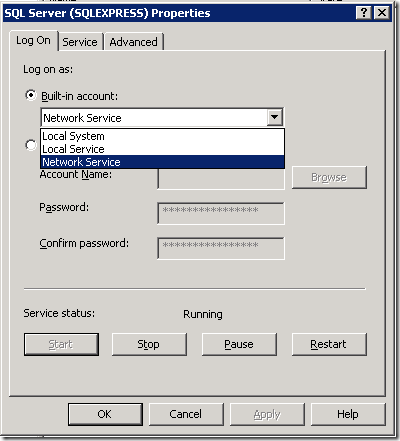 SQL Server (SQLEXPRESS) Properties
Log On
Service
Advanced
Log on as:
Built-in account:
Network Service
Local System
Local Service
Network Service
Account Name:
Browse
Password:
***************
Confirm password:
***************
Service status:
Running
Start
Stop
Pause
Restart
OK
Cancel
Apply
Help